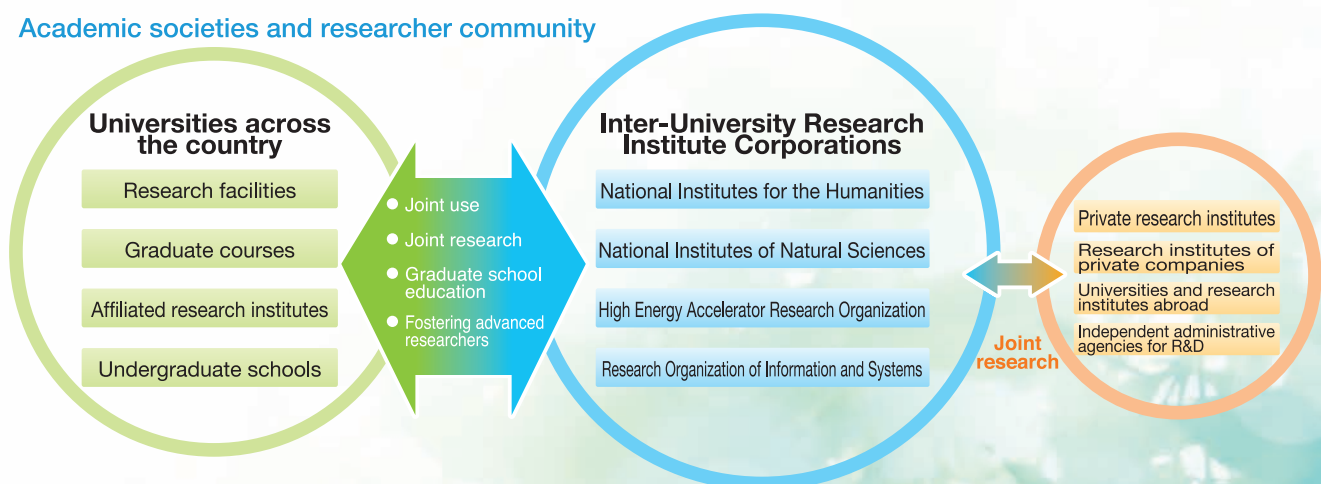 Academic societies and researcher community
Universities across
the country
Research facilities
Graduate courses
Affiliated research institutes
Undergraduate schools
Joint use
Joint research
Graduate school
education
Fostering advanced
researchers
Inter-University Research
Institute Corporations
National Institutes for the Humanities
National Institutes of Natural Sciences
High Energy Accelerator Research Organization
Research Organization of Information and Systems
Joint
research
Private research institutes
Research institutes of
private companies
Universities and research
institutes abroad
Independent administrative
agencies for R&D